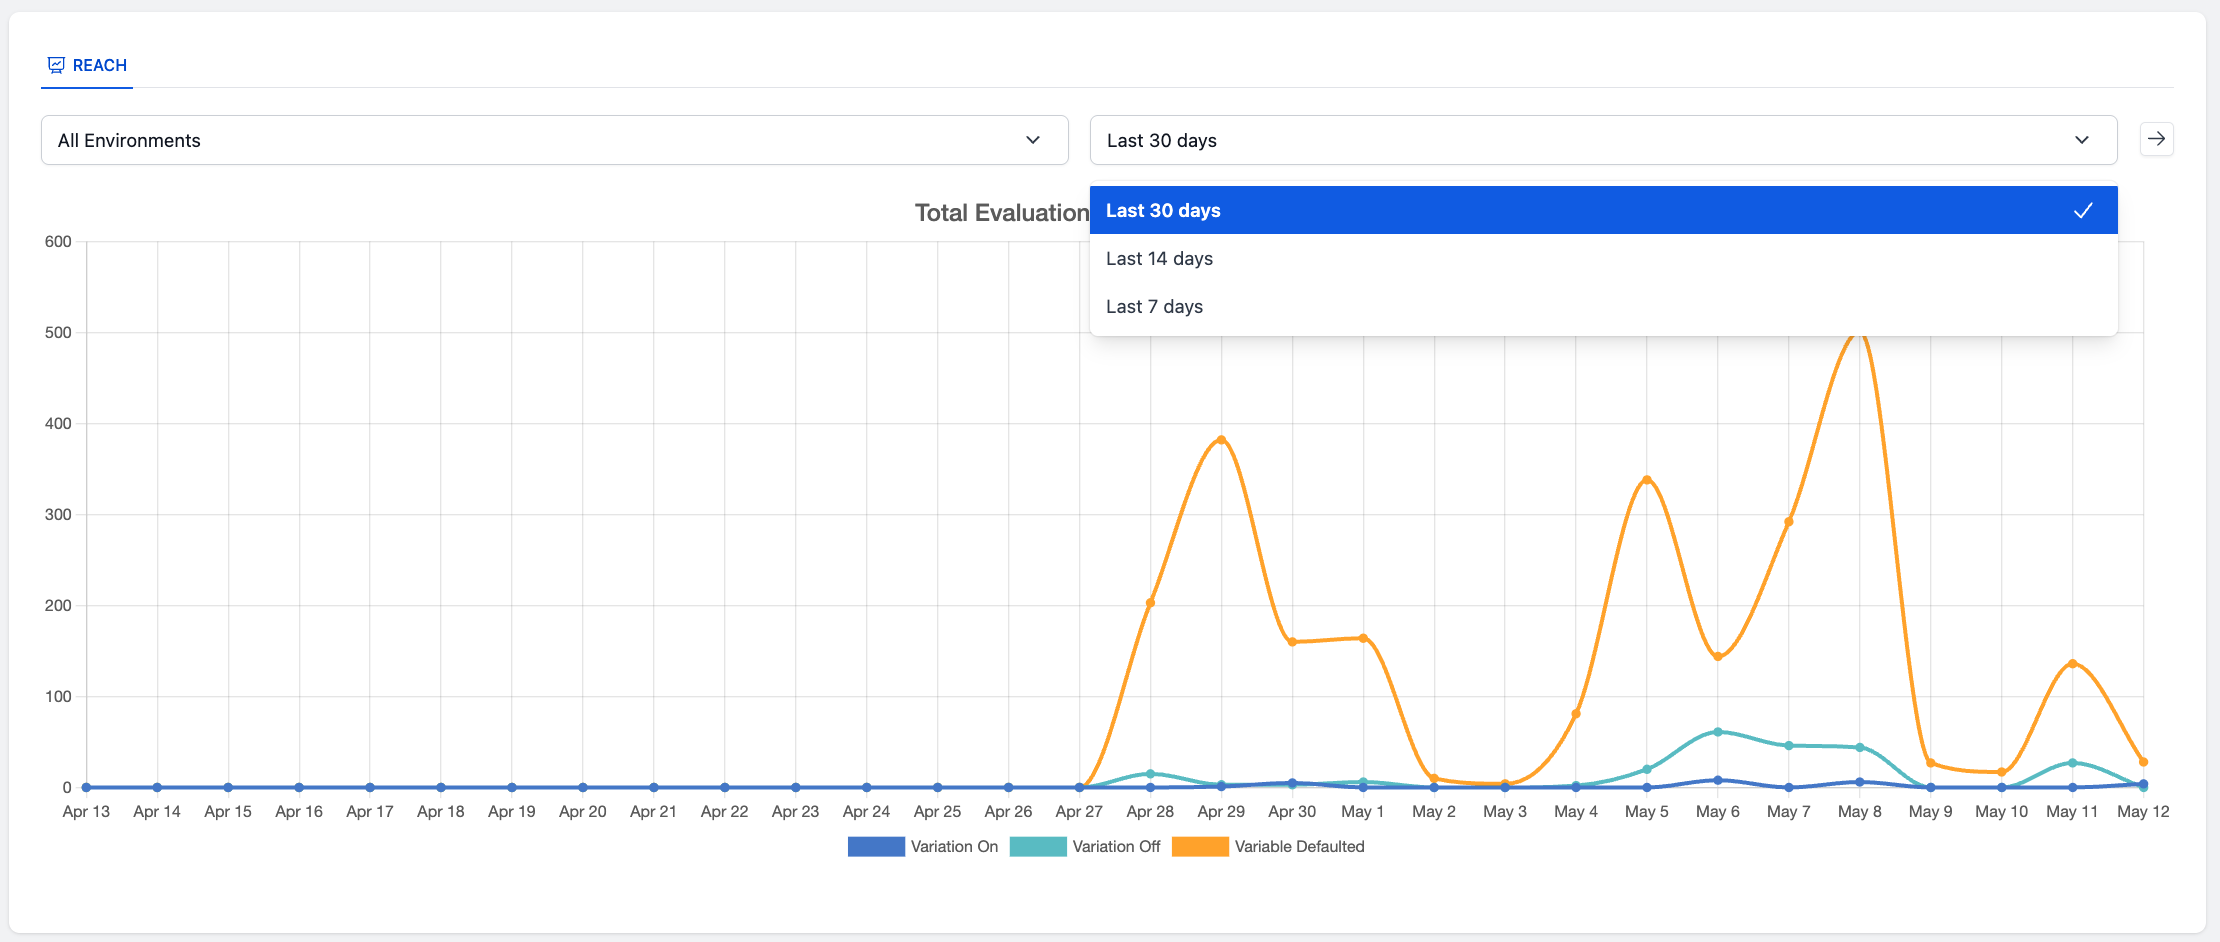 REACH
All Environments
Last 30 days
Total Evaluation
Last 30 days
Last 14 days
Last 7 days
600
500
400
300
200
100
0
Apr 13 Apr 14 Apr 15 Apr 16 Apr 17 Apr 18 Apr 19 Apr 20 Apr 21 Apr 22 Apr 23 Apr 24 Apr 25 Apr 26 Apr 27 Apr 28 Apr 29 Apr 30 May 1 May 2 May 3 May 4 May 5 May 6 May 7 May 8 May 9 May 10 May 11 May 12
Variation On Variation Off Variable Defaulted